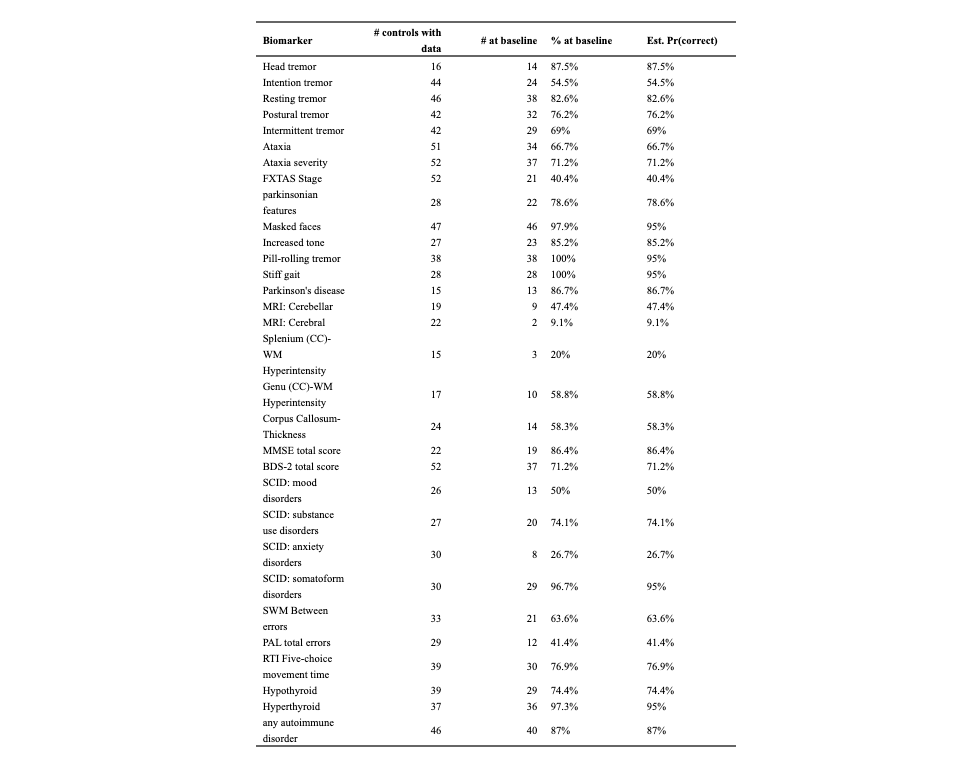 Biomarker # controls with data # at baseline % at baseline Est. Pr(correct)
Head tremor 16 14 87.5% 87.5%
Intention tremor 44 24 54.5% 54.5%
Resting tremor 46 38 82.6% 82.6%
Postural tremor 42 32 76.2% 76.2%
Intermittent tremor 42 29 69% 69%
Ataxia 51 34 66.7% 66.7%
Ataxia severity 52 37 71.2% 71.2%
FXTAS Stage 52 21 40.4% 40.4%
parkinsonian
features 28 22 78.6% 78.6%
Masked faces 47 46 97.9% 95%
Increased tone 27 23 85.2% 85.2%
Pill-rolling tremor 38 38 100% 95%
Stiff gait 28 28 100% 95%
Parkinson's disease 15 13 86.7% 86.7%
MRI: Cerebellar 19 9 47.4% 47.4%
MRI: Cerebral 22 2 9.1% 9.1%
Splenium (CC)-
WM 15 3 20% 20%
Hyperintensity
Genu (CC)-WM
Hyperintensity 17 10 58.8% 58.8%
Corpus Callosum-
Thickness 24 14 58.3% 58.3%
MMSE total score 22 19 86.4% 86.4%
BDS-2 total score 52 37 71.2% 71.2%
SCID: mood
disorders 26 13 50% 50%
SCID: substance
use disorders 27 20 74.1% 74.1%
SCID: anxiety
disorders 30 8 26.7% 26.7%
SCID: somatoform
disorders 30 29 96.7% 95%
SWM Between
errors 33 21 63.6% 63.6%
PAL total errors 29 12 41.4% 41.4%
RTI Five-choice
movement time 39 30 76.9% 76.9%
Hypothyroid 39 29 74.4% 74.4%
Hyperthyroid 37 36 97.3% 95%
any autoimmune
disorder 46 40 87% 87%